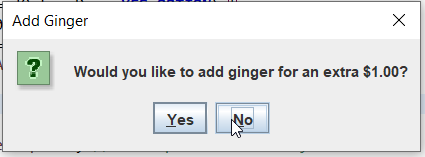 Add Ginger
?
Would you like to add ginger for an extra $1.00?
Yes
No